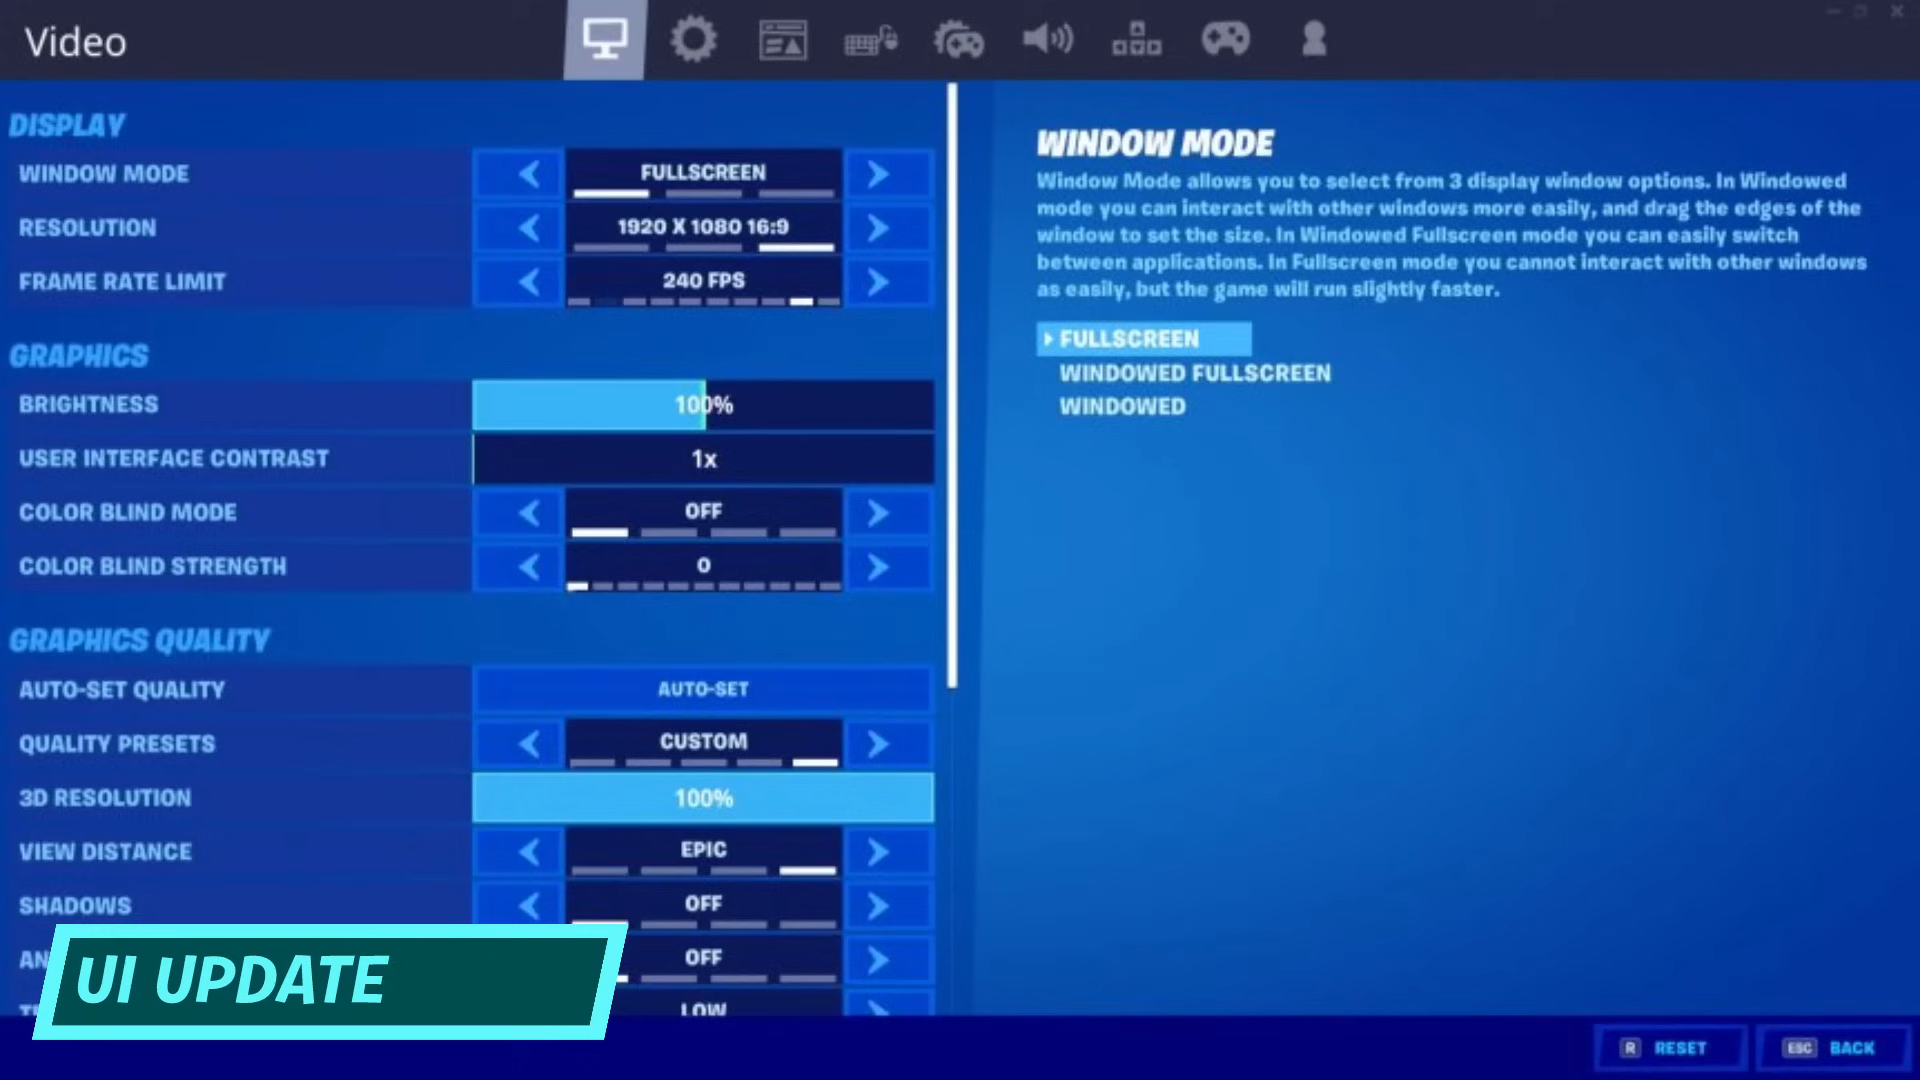 Video
DISPLAY
WINDOW MODE
FULLSCREEN
RESOLUTION
1920 X 1080 16:9
FRAME RATE LIMIT
240 FPS
GRAPHICS
BRIGHTNESS
100%
USER INTERFACE CONTRAST
1x
COLOR BLIND MODE
OFF
COLOR BLIND STRENGTH
0
GRAPHICS QUALITY
AUTO-SET QUALITY
AUTO-SET
QUALITY PRESETS
CUSTOM
3D RESOLUTION
100%
VIEW DISTANCE
EPIC
SHADOWS
OFF
OFF
LOW
UI UPDATE
WINDOW MODE
Window Mode allows you to select from 3 display window options. In Windowed
mode you can interact with other windows more easily, and drag the edges of the
window to set the size. In Windowed Fullscreen mode you can easily switch
between applications. In Fullscreen mode you cannot interact with other windows
as easily, but the game will run slightly faster.
FULLSCREEN
WINDOWED FULLSCREEN
WINDOWED
R RESET
ESC BACK